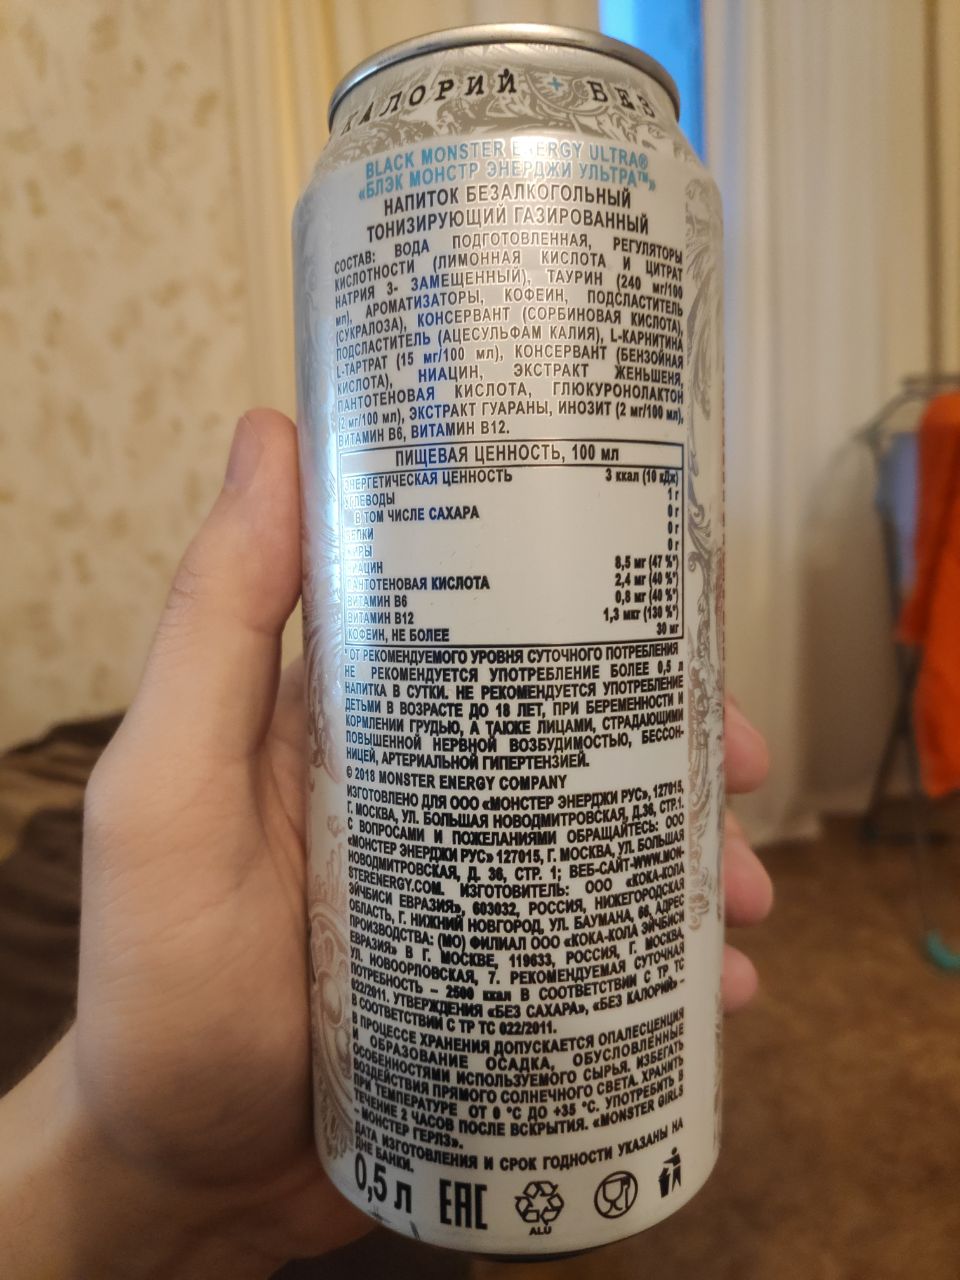 КАЛОРИЙ + БЕЗ
BLACK MONSTER ENERGY ULTRA®
«БЛЭК МОНСТР ЭНЕРДЖИ УЛЬТРА™»
НАПИТОК БЕЗАЛКОГОЛЬНЫЙ
ТОНИЗИРУЮЩИЙ ГАЗИРОВАННЫЙ
СОСТАВ: ВОДА ПОДГОТОВЛЕННАЯ, РЕГУЛЯТОРЫ
КИСЛОТНОСТИ (ЛИМОННАЯ КИСЛОТА И ЦИТРАТ
НАТРИЯ 3- ЗАМЕЩЕННЫЙ), ТАУРИН (240 мг/100
мл), АРОМАТИЗАТОРЫ, КОФЕИН, ПОДСЛАСТИТЕЛЬ
(СУКРАЛОЗА), КОНСЕРВАНТ (СОРБИНОВАЯ КИСЛОТА),
ПОДСЛАСТИТЕЛЬ (АЦЕСУЛЬФАМ КАЛИЯ), L-КАРНИТИНА
L-ТАРТРАТ (15 мг/100 мл), КОНСЕРВАНТ (БЕНЗОЙНАЯ
КИСЛОТА), НИАЦИН, ЭКСТРАКТ ЖЕНЬШЕНЯ,
ПАНТОТЕНОВАЯ КИСЛОТА, ГЛЮКУРОНОЛАКТОН
(2 мг/100 мл), ЭКСТРАКТ ГУАРАНЫ, ИНОЗИТ (2 мг/100 мл),
ВИТАМИН В6, ВИТАМИН В12.
ПИЩЕВАЯ ЦЕННОСТЬ, 100 мл
ЭНЕРГЕТИЧЕСКАЯ ЦЕННОСТЬ 3 ккал (10 кДж)
УГЛЕВОДЫ 1 г
В ТОМ ЧИСЛЕ САХАРА 0 г
БЕЛКИ 0 г
ЖИРЫ 0 г
НИАЦИН 8,5 мг (47 %*)
ПАНТОТЕНОВАЯ КИСЛОТА 2,4 мг (40 %*)
ВИТАМИН В6 0,8 мг (40 %*)
ВИТАМИН В12 1,3 мкг (130 %*)
КОФЕИН, НЕ БОЛЕЕ 30 мг
* ОТ РЕКОМЕНДУЕМОГО УРОВНЯ СУТОЧНОГО ПОТРЕБЛЕНИЯ
НЕ РЕКОМЕНДУЕТСЯ УПОТРЕБЛЕНИЕ БОЛЕЕ 0,5 л
НАПИТКА В СУТКИ. НЕ РЕКОМЕНДУЕТСЯ УПОТРЕБЛЕНИЕ
ДЕТЬМИ В ВОЗРАСТЕ ДО 18 ЛЕТ, ПРИ БЕРЕМЕННОСТИ И
КОРМЛЕНИИ ГРУДЬЮ, А ТАКЖЕ ЛИЦАМИ, СТРАДАЮЩИМИ
ПОВЫШЕННОЙ НЕРВНОЙ ВОЗБУДИМОСТЬЮ, БЕССОН-
НИЦЕЙ, АРТЕРИАЛЬНОЙ ГИПЕРТЕНЗИЕЙ.
© 2018 MONSTER ENERGY COMPANY
ИЗГОТОВЛЕНО ДЛЯ ООО «МОНСТЕР ЭНЕРДЖИ РУС», 127015,
Г. МОСКВА, УЛ. БОЛЬШАЯ НОВОДМИТРОВСКАЯ, Д.36, СТР.1.
С ВОПРОСАМИ И ПОЖЕЛАНИЯМИ ОБРАЩАЙТЕСЬ: ООО
«МОНСТЕР ЭНЕРДЖИ РУС» 127015, Г. МОСКВА, УЛ. БОЛЬШАЯ
НОВОДМИТРОВСКАЯ, Д. 36, СТР. 1; ВЕБ-САЙТ-WWW.MON-
STERENERGY.COM. ИЗГОТОВИТЕЛЬ: ООО «КОКА-КОЛА
ЭЙЧБИСИ ЕВРАЗИЯ», 603032, РОССИЯ, НИЖЕГОРОДСКАЯ
ОБЛАСТЬ, Г. НИЖНИЙ НОВГОРОД, УЛ. БАУМАНА, 66, АДРЕС
ПРОИЗВОДСТВА: (МО) ФИЛИАЛ ООО «КОКА-КОЛА ЭЙЧБИСИ
ЕВРАЗИЯ» В Г. МОСКВЕ, 119633, РОССИЯ, Г. МОСКВА,
УЛ. НОВООРЛОВСКАЯ, 7. РЕКОМЕНДУЕМАЯ СУТОЧНАЯ
ПОТРЕБНОСТЬ – 2500 ккал В СООТВЕТСТВИИ С ТР ТС
022/2011. УТВЕРЖДЕНИЯ «БЕЗ САХАРА», «БЕЗ КАЛОРИЙ» -
В СООТВЕТСТВИИ С ТР ТС 022/2011.
В ПРОЦЕССЕ ХРАНЕНИЯ ДОПУСКАЕТСЯ ОПАЛЕСЦЕНЦИЯ
И ОБРАЗОВАНИЕ ОСАДКА, ОБУСЛОВЛЕННЫЕ
ОСОБЕННОСТЯМИ ИСПОЛЬЗУЕМОГО СЫРЬЯ. ИЗБЕГАТЬ
ВОЗДЕЙСТВИЯ ПРЯМОГО СОЛНЕЧНОГО СВЕТА. ХРАНИТЬ
ПРИ ТЕМПЕРАТУРЕ ОТ 0 °С ДО +35 °С. УПОТРЕБИТЬ В
ТЕЧЕНИЕ 2 ЧАСОВ ПОСЛЕ ВСКРЫТИЯ. «MONSTER GIRLS
- МОНСТЕР ГЕРЛЗ».
ДАТА ИЗГОТОВЛЕНИЯ И СРОК ГОДНОСТИ УКАЗАНЫ НА
ДНЕ БАНКИ.
0,5 л EAC
ALU